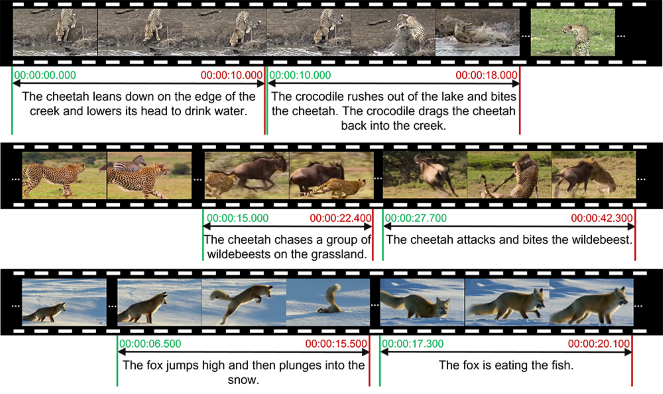 00:00:00.000 00:00:10.000 00:00:10.000 00:00:18.000
The cheetah leans down on the edge of the
creek and lowers its head to drink water.
The crocodile rushes out of the lake and bites
the cheetah. The crocodile drags the cheetah
back into the creek.
00:00:15.000 00:00:22.400 00:00:27.700 00:00:42.300
The cheetah chases a group of
wildebeests on the grassland.
The cheetah attacks and bites the wildebeest.
00:00:06.500 00:00:15.500 00:00:17.300 00:00:20.100
The fox jumps high and then plunges into the
snow.
The fox is eating the fish.